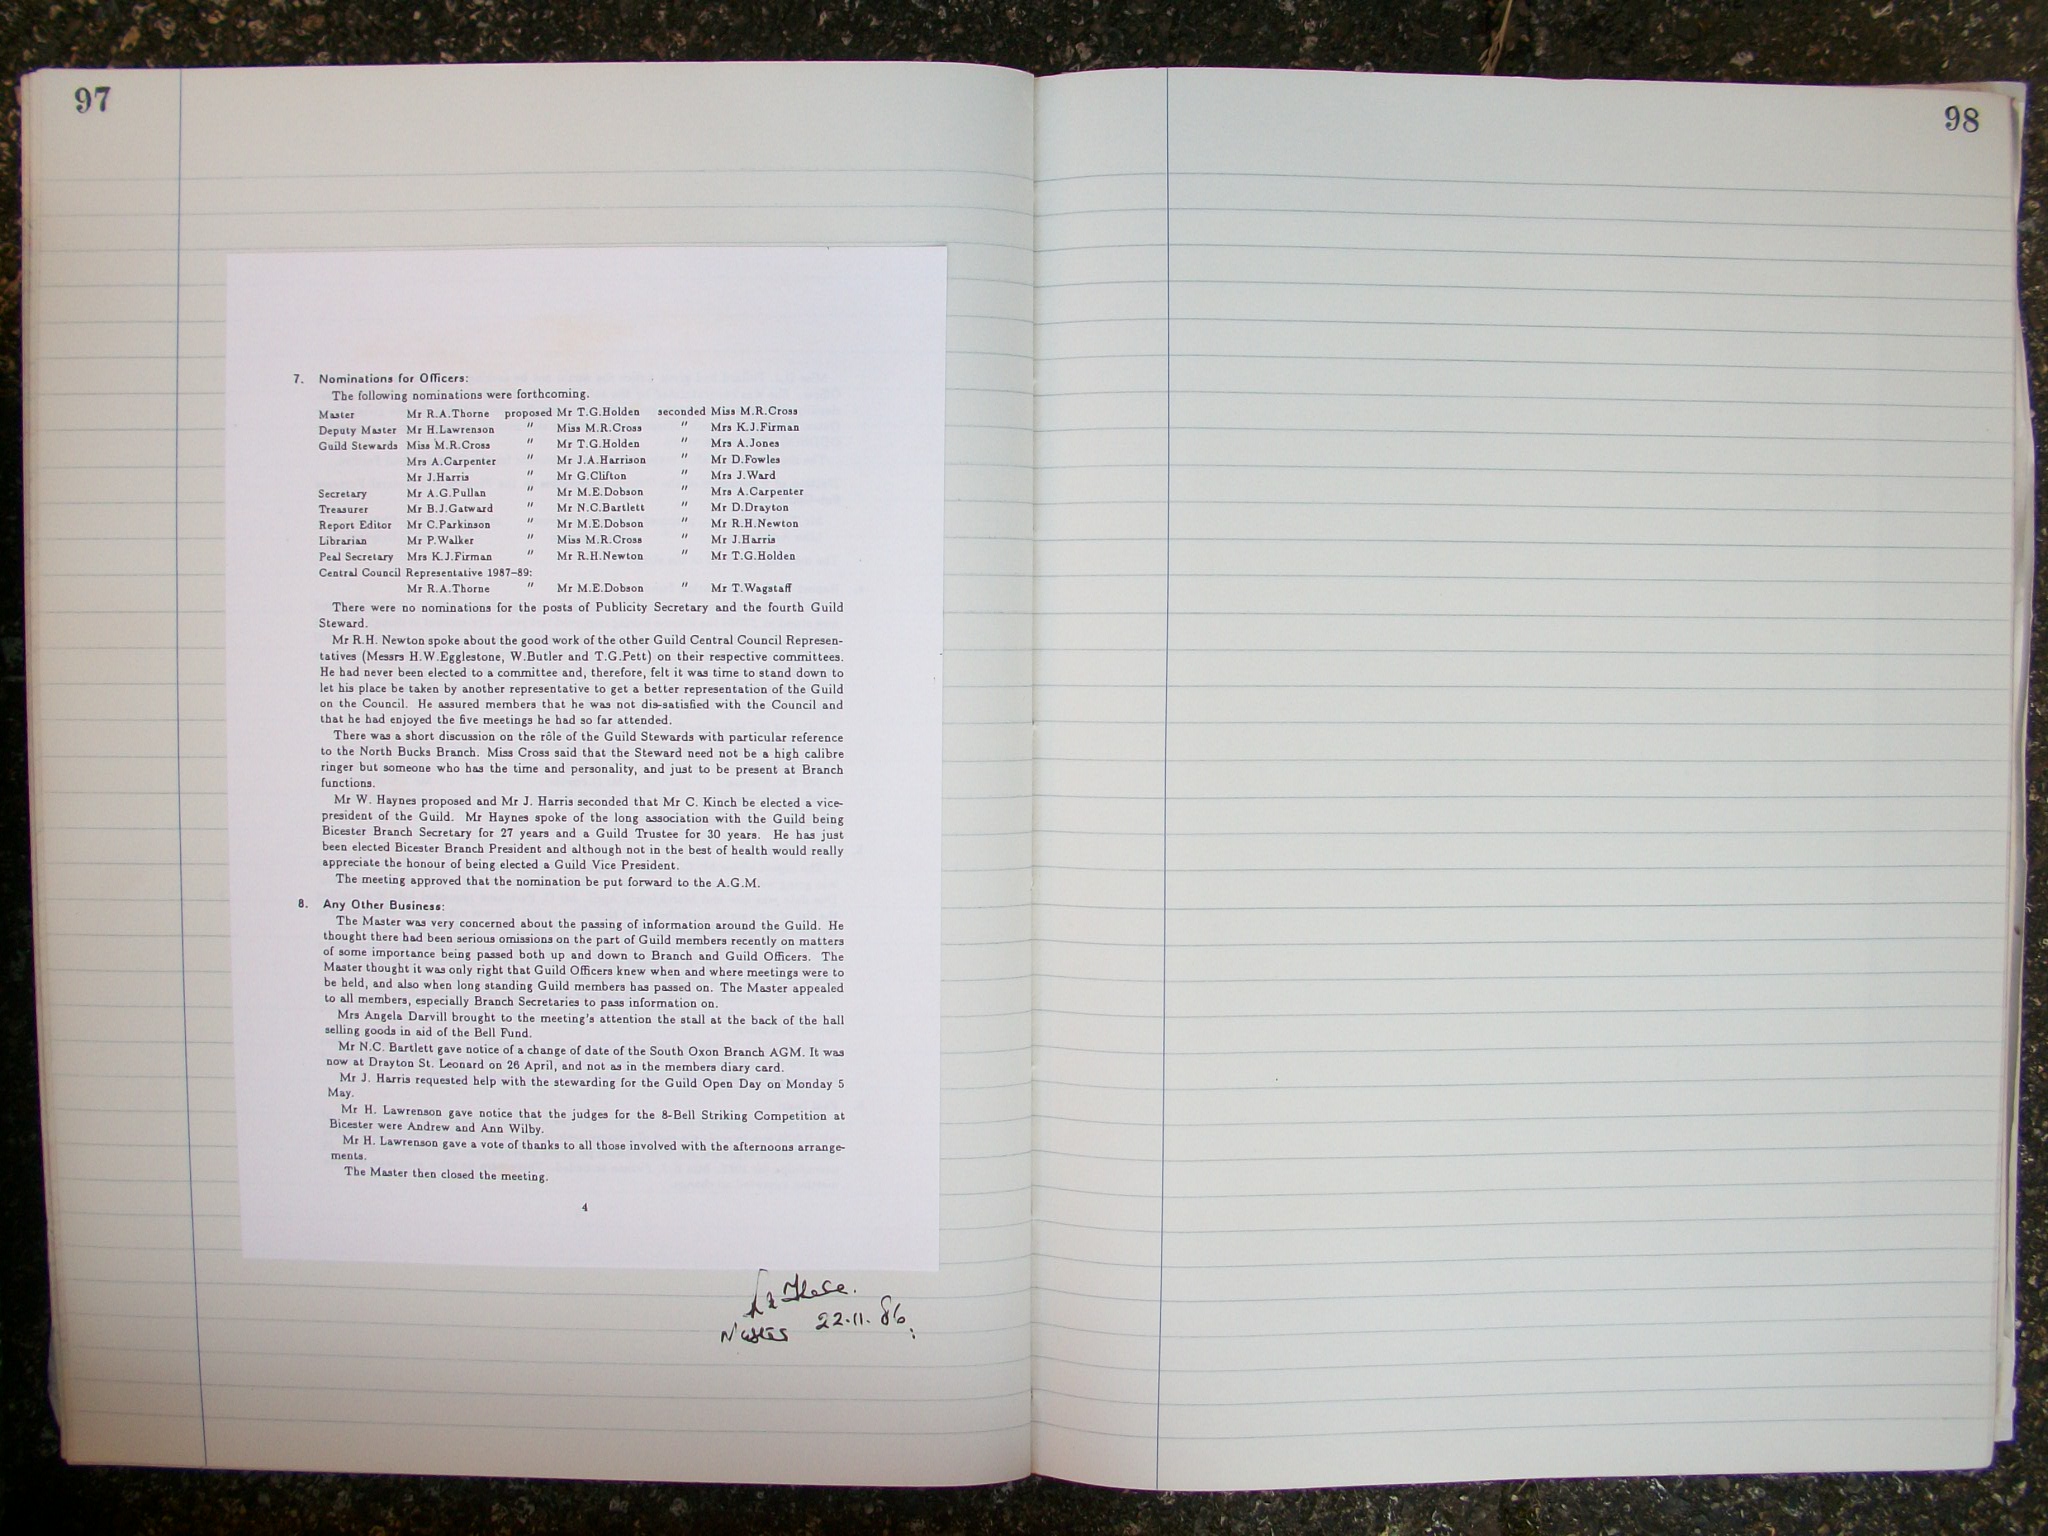 97
98
7. Nominations for Officers:
The following nominations were forthcoming.
Master Mr R.A.Thorne proposed Mr T.G.Holden seconded Miss M.R.Cross
Deputy Master Mr H.Lawrenson " Miss M.R.Cross " Mrs K.J.Firman
Guild Stewards Miss M.R.Cross " Mr T.G.Holden " Mrs A.Jones
Mrs A.Carpenter " Mr J.A.Harrison " Mr D.Fowles
Mr J.Harris " Mr G.Clifton " Mrs J.Ward
Secretary Mr A.G.Pullan " Mr M.E.Dobson " Mrs A.Carpenter
Treasurer Mr B.J.Gatward " Mr N.C.Bartlett " Mr D.Drayton
Report Editor Mr C.Parkinson " Mr M.E.Dobson " Mr R.H.Newton
Librarian Mr P.Walker " Miss M.R.Cross " Mr J.Harris
Peal Secretary Mrs K.J.Firman " Mr R.H.Newton " Mr T.G.Holden
Central Council Representative 1987-89:
Mr R.A.Thorne " Mr M.E.Dobson " Mr T.Wagstaff
There were no nominations for the posts of Publicity Secretary and the fourth Guild
Steward.
Mr R.H. Newton spoke about the good work of the other Guild Central Council Represen-
tatives (Messrs H.W.Egglestone, W.Butler and T.G.Pett) on their respective committees.
He had never been elected to a committee and, therefore, felt it was time to stand down to
let his place be taken by another representative to get a better representation of the Guild
on the Council. He assured members that he was not dis-satisfied with the Council and
that he had enjoyed the five meetings he had so far attended.
There was a short discussion on the rôle of the Guild Stewards with particular reference
to the North Bucks Branch. Miss Cross said that the Steward need not be a high calibre
ringer but someone who has the time and personality, and just to be present at Branch
functions.
Mr W. Haynes proposed and Mr J. Harris seconded that Mr C. Kinch be elected a vice-
president of the Guild. Mr Haynes spoke of the long association with the Guild being
Bicester Branch Secretary for 27 years and a Guild Trustee for 30 years. He has just
been elected Bicester Branch President and although not in the best of health would really
appreciate the honour of being elected a Guild Vice President.
The meeting approved that the nomination be put forward to the A.G.M.
8. Any Other Business:
The Master was very concerned about the passing of information around the Guild. He
thought there had been serious omissions on the part of Guild members recently on matters
of some importance being passed both up and down to Branch and Guild Officers. The
Master thought it was only right that Guild Officers knew when and where meetings were to
be held, and also when long standing Guild members has passed on. The Master appealed
to all members, especially Branch Secretaries to pass information on.
Mrs Angela Darvill brought to the meeting's attention the stall at the back of the hall
selling goods in aid of the Bell Fund.
Mr N.C. Bartlett gave notice of a change of date of the South Oxon Branch AGM. It was
now at Drayton St. Leonard on 26 April, and not as in the members diary card.
Mr J. Harris requested help with the stewarding for the Guild Open Day on Monday 5
May.
Mr H. Lawrenson gave notice that the judges for the 8-Bell Striking Competition at
Bicester were Andrew and Ann Wilby.
Mr H. Lawrenson gave a vote of thanks to all those involved with the afternoons arrange-
ments.
The Master then closed the meeting.
4
Master 22.11.86